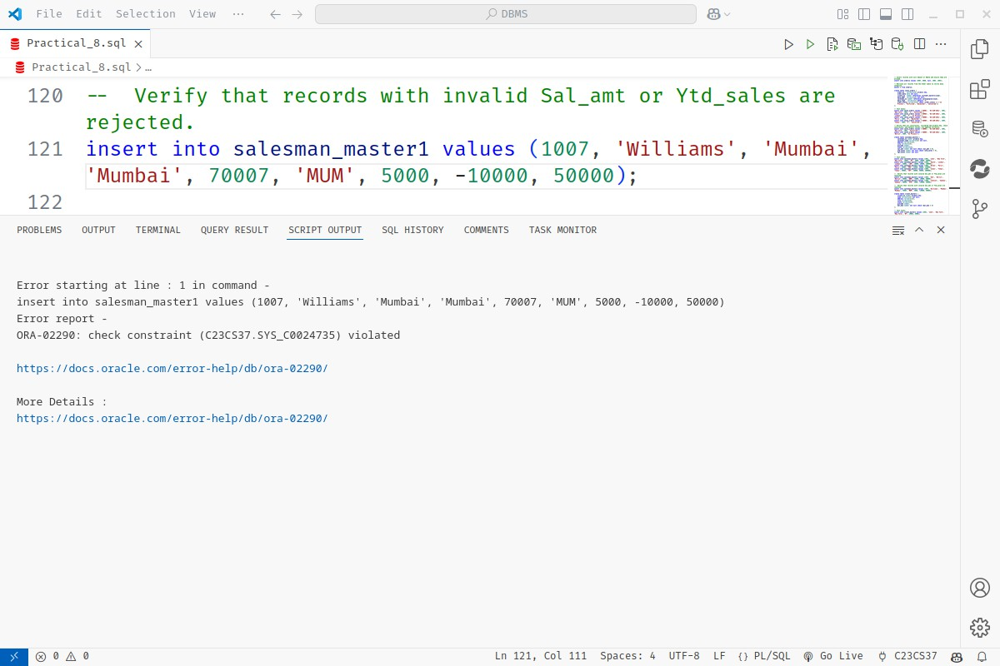 File Edit Selection View ···
DBMS
Practical_8.sql
Practical_8.sql > ...
120 -- Verify that records with invalid Sal_amt or Ytd_sales are
rejected.
121 insert into salesman_master1 values (1007, 'Williams', 'Mumbai',
'Mumbai', 70007, 'MUM', 5000, -10000, 50000);
122
PROBLEMS OUTPUT TERMINAL QUERY RESULT SCRIPT OUTPUT SQL HISTORY COMMENTS TASK MONITOR
Error starting at line : 1 in command -
insert into salesman_master1 values (1007, 'Williams', 'Mumbai', 'Mumbai', 70007, 'MUM', 5000, -10000, 50000)
Error report -
ORA-02290: check constraint (C23CS37.SYS_C0024735) violated
https://docs.oracle.com/error-help/db/ora-02290/
More Details :
https://docs.oracle.com/error-help/db/ora-02290/
0 0 Ln 121, Col 111 Spaces: 4 UTF-8 LF {} PL/SQL Go Live C23CS37